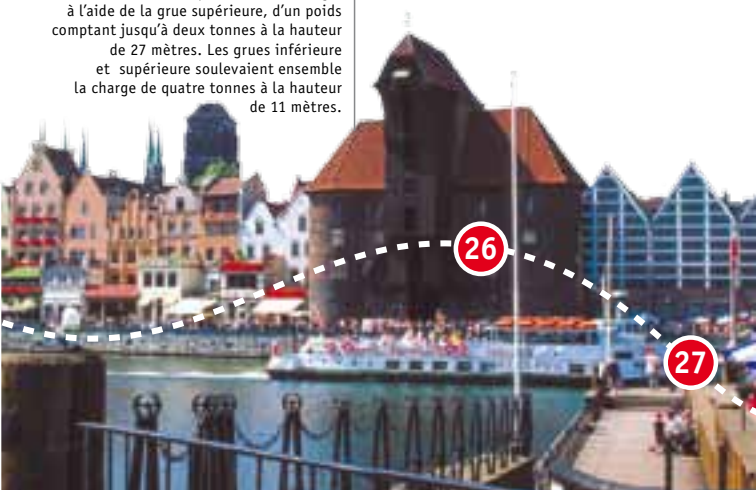 à l'aide de la grue supérieure, d'un poids
comptant jusqu'à deux tonnes à la hauteur
de 27 mètres. Les grues inférieure
et supérieure soulevaient ensemble
la charge de quatre tonnes à la hauteur
de 11 mètres.
26
27